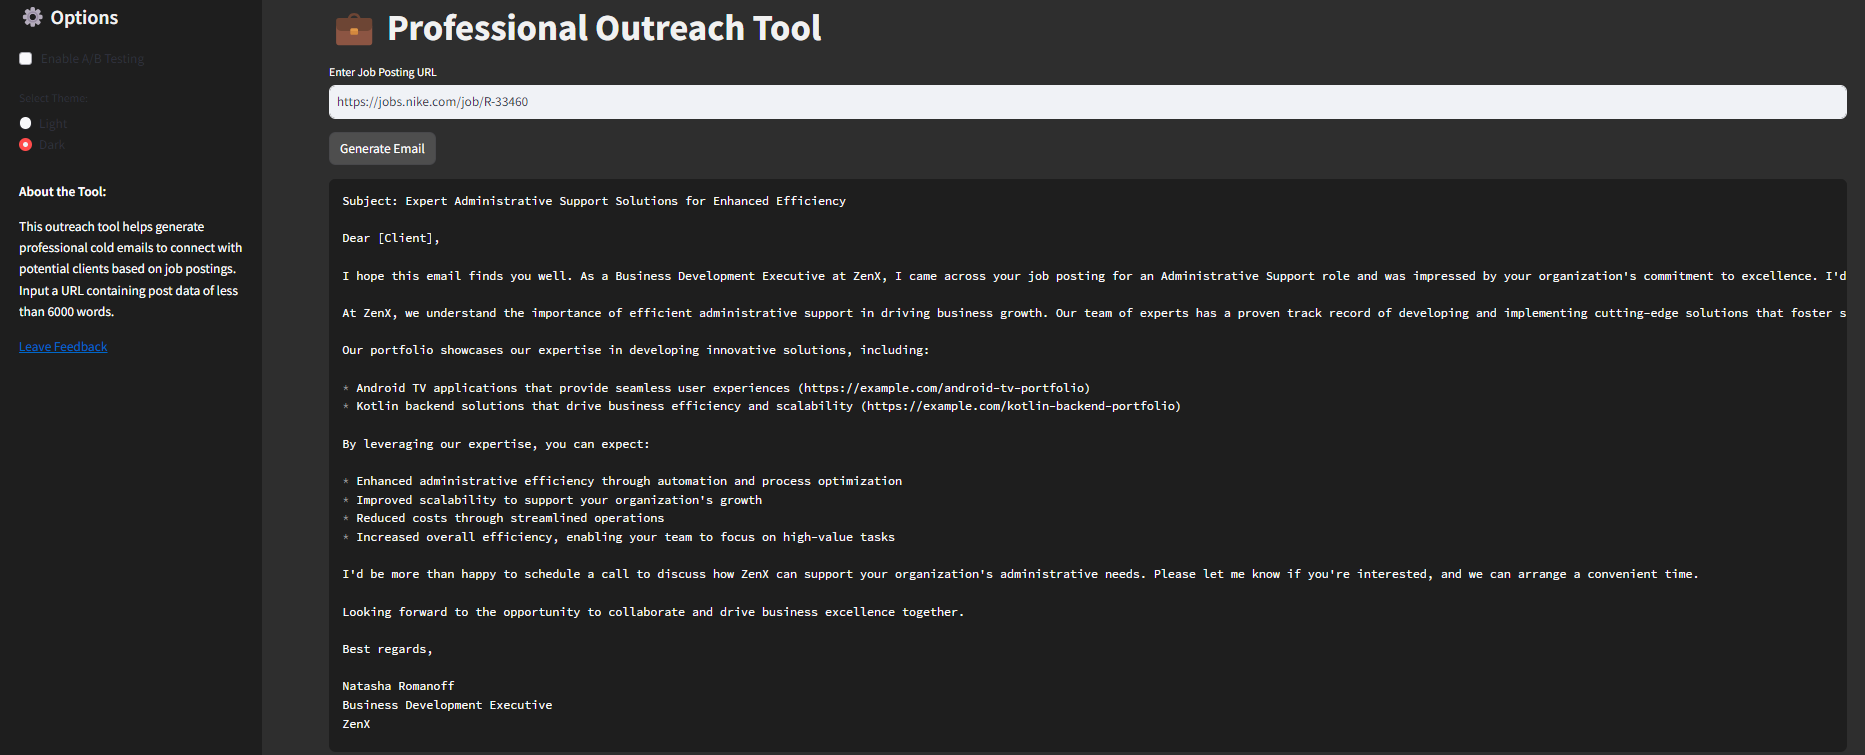 Options
Enable A/B Testing
Select Theme:
Light
Dark
About the Tool:
This outreach tool helps generate
professional cold emails to connect with
potential clients based on job postings.
Input a URL containing post data of less
than 6000 words.
Leave Feedback
Professional Outreach Tool
Enter Job Posting URL
https://jobs.nike.com/job/R-33460
Generate Email
Subject: Expert Administrative Support Solutions for Enhanced Efficiency
Dear [Client],
I hope this email finds you well. As a Business Development Executive at ZenX, I came across your job posting for an Administrative Support role and was impressed by your organization's commitment to excellence. I'd
At ZenX, we understand the importance of efficient administrative support in driving business growth. Our team of experts has a proven track record of developing and implementing cutting-edge solutions that foster s
Our portfolio showcases our expertise in developing innovative solutions, including:
* Android TV applications that provide seamless user experiences (https://example.com/android-tv-portfolio)
* Kotlin backend solutions that drive business efficiency and scalability (https://example.com/kotlin-backend-portfolio)
By leveraging our expertise, you can expect:
* Enhanced administrative efficiency through automation and process optimization
* Improved scalability to support your organization's growth
* Reduced costs through streamlined operations
* Increased overall efficiency, enabling your team to focus on high-value tasks
I'd be more than happy to schedule a call to discuss how ZenX can support your organization's administrative needs. Please let me know if you're interested, and we can arrange a convenient time.
Looking forward to the opportunity to collaborate and drive business excellence together.
Best regards,
Natasha Romanoff
Business Development Executive
ZenX